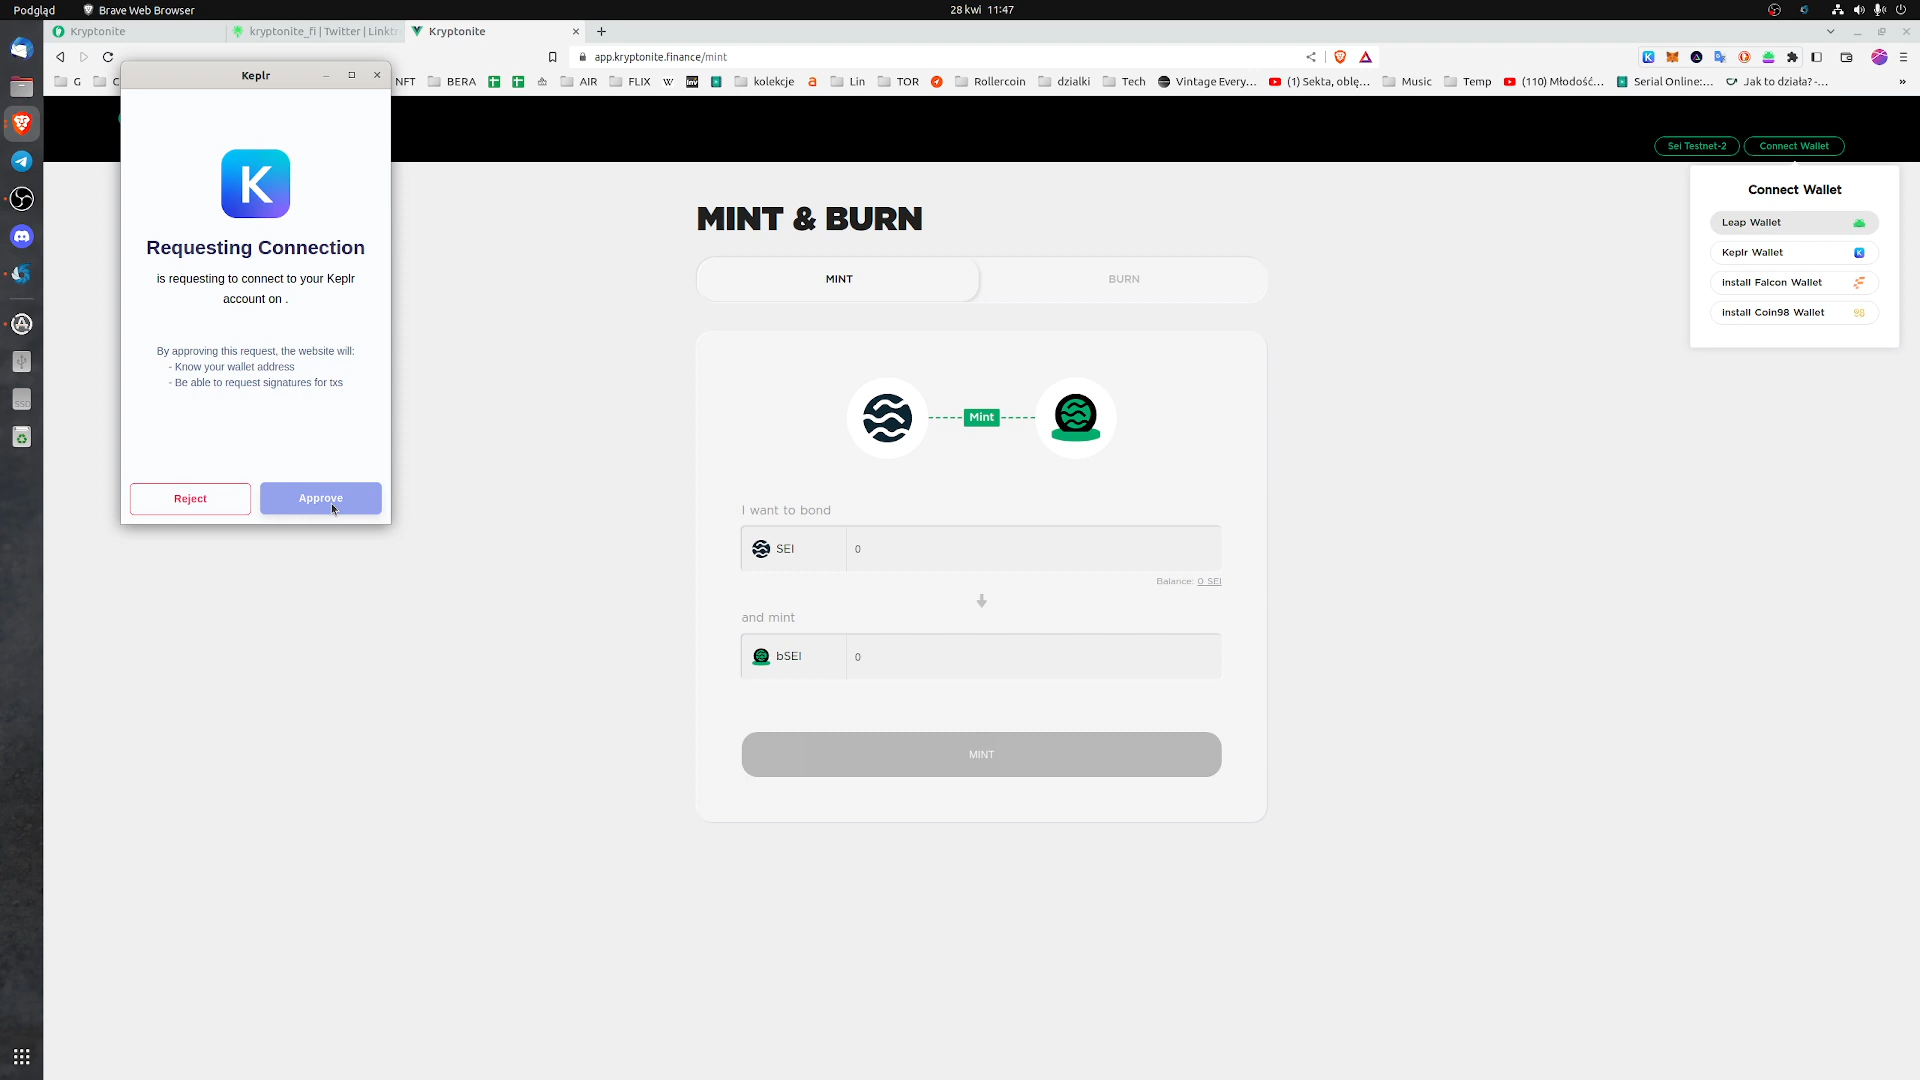 Podgląd
Brave Web Browser
28 kwi 11:47
Kryptonite
kryptonite_fi | Twitter | Linktr
Kryptonite
app.kryptonite.finance/mint
G
NFT
BERA
AIR
FLIX
W
inv
kolekcje
a
Lin
TOR
Rollercoin
dzialki
Tech
Vintage Every...
(1) Sekta, oblę...
Music
Temp
(110) Młodość...
Serial Online:...
Jak to działa? -...
»
Keplr
K
Requesting Connection
is requesting to connect to your Keplr
account on .
By approving this request, the website will:
- Know your wallet address
- Be able to request signatures for txs
Reject
Approve
Sei Testnet-2
Connect Wallet
Connect Wallet
Leap Wallet
Keplr Wallet
install Falcon Wallet
install Coin98 Wallet
98
MINT & BURN
MINT
BURN
Mint
I want to bond
SEI
0
Balance: 0 SEI
and mint
bSEI
0
MINT
SSD